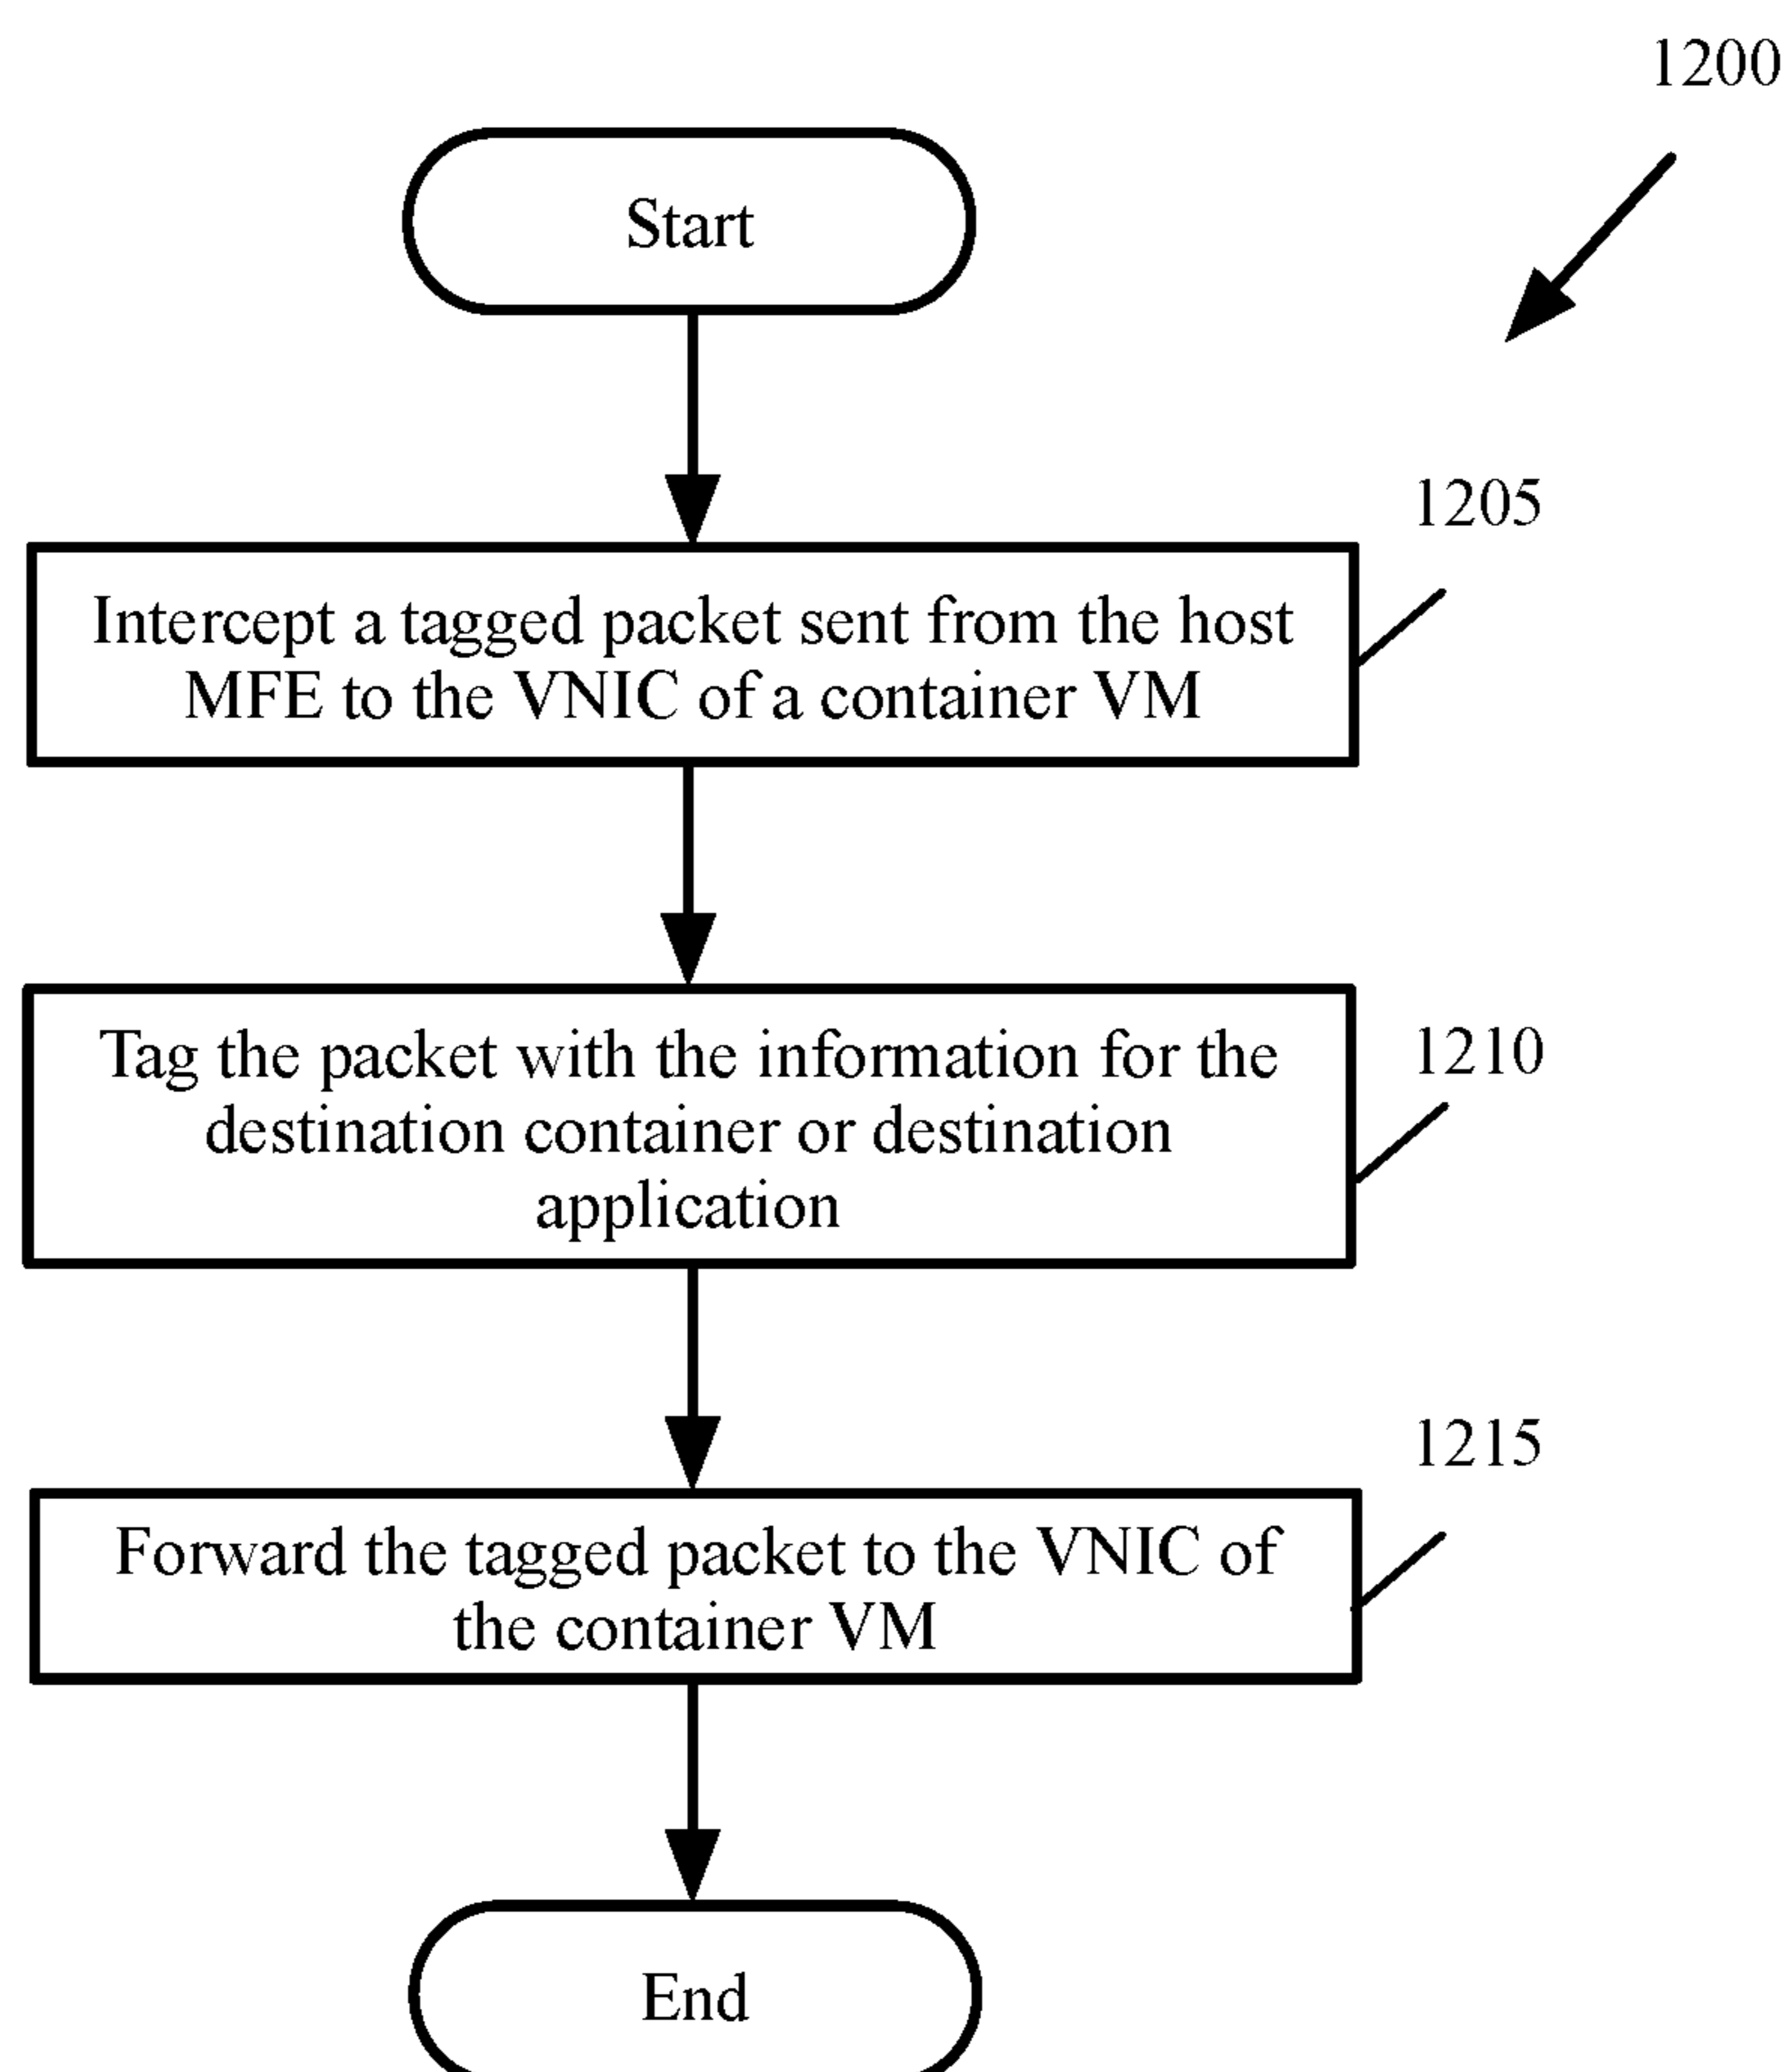 1200
Start
1205
Intercept a tagged packet sent from the host
MFE to the VNIC of a container VM
1210
Tag the packet with the information for the
destination container or destination
application
1215
Forward the tagged packet to the VNIC of
the container VM
End